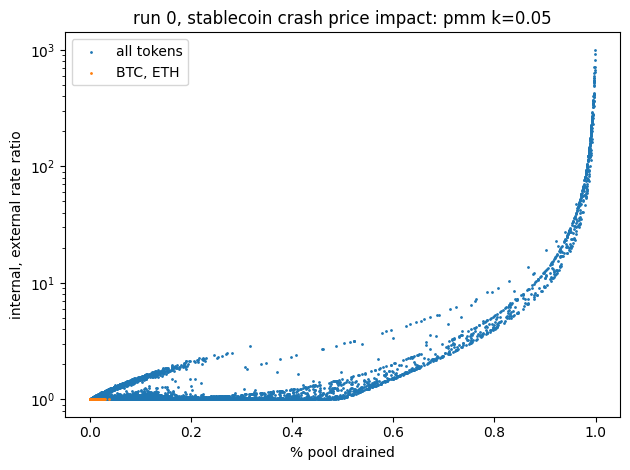 run 0, stablecoin crash price impact: pmm k=0.05
all tokens
BTC, ETH
internal, external rate ratio
10³
10²
10¹
10⁰
0.0 0.2 0.4 0.6 0.8 1.0
% pool drained